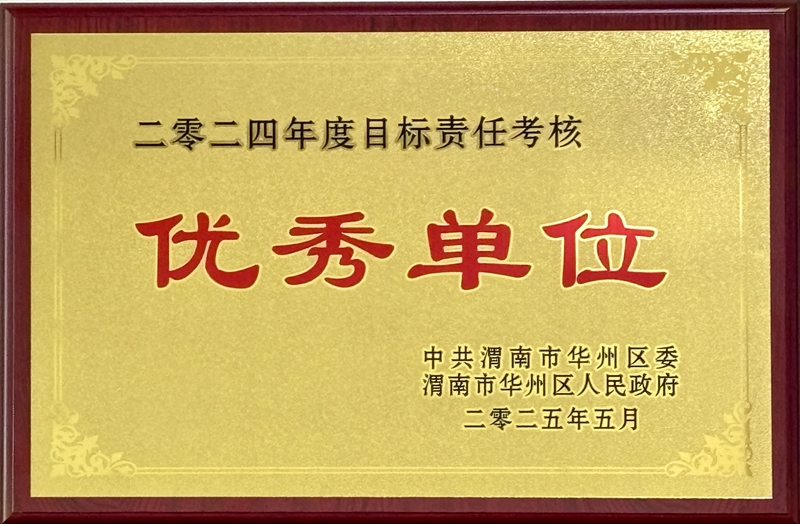 二零二四年度目标责任考核
优秀单位
中共渭南市华州区委
渭南市华州区人民政府
二零二五年五月